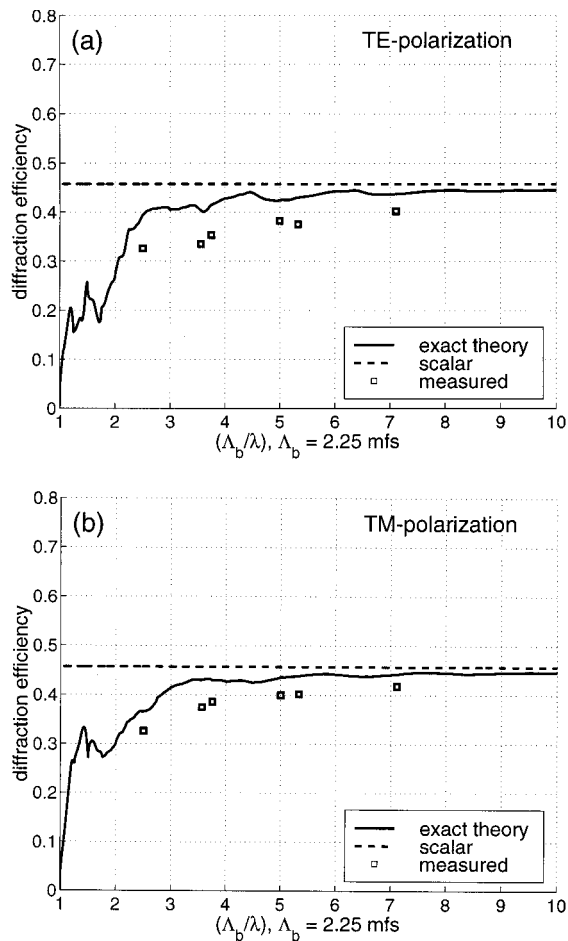 (a) TE-polarization
0.8
0.7
0.6
0.5
0.4
0.3
0.2
0.1
0
diffraction efficiency
exact theory
scalar
measured
1 2 3 4 5 6 7 8 9 10
(Λb/λ), Λb = 2.25 mfs
(b) TM-polarization
0.8
0.7
0.6
0.5
0.4
0.3
0.2
0.1
0
diffraction efficiency
exact theory
scalar
measured
1 2 3 4 5 6 7 8 9 10
(Λb/λ), Λb = 2.25 mfs